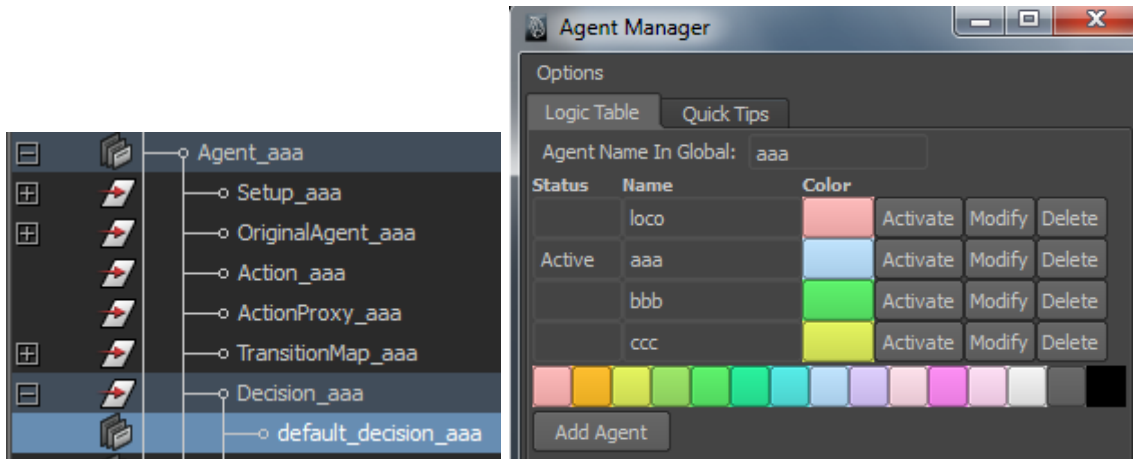 Agent_aaa
Setup_aaa
OriginalAgent_aaa
Action_aaa
ActionProxy_aaa
TransitionMap_aaa
Decision_aaa
default_decision_aaa
Agent Manager
Options
Logic Table Quick Tips
Agent Name In Global: aaa
Status Name Color
loco Activate Modify Delete
Active aaa Activate Modify Delete
bbb Activate Modify Delete
ccc Activate Modify Delete
Add Agent